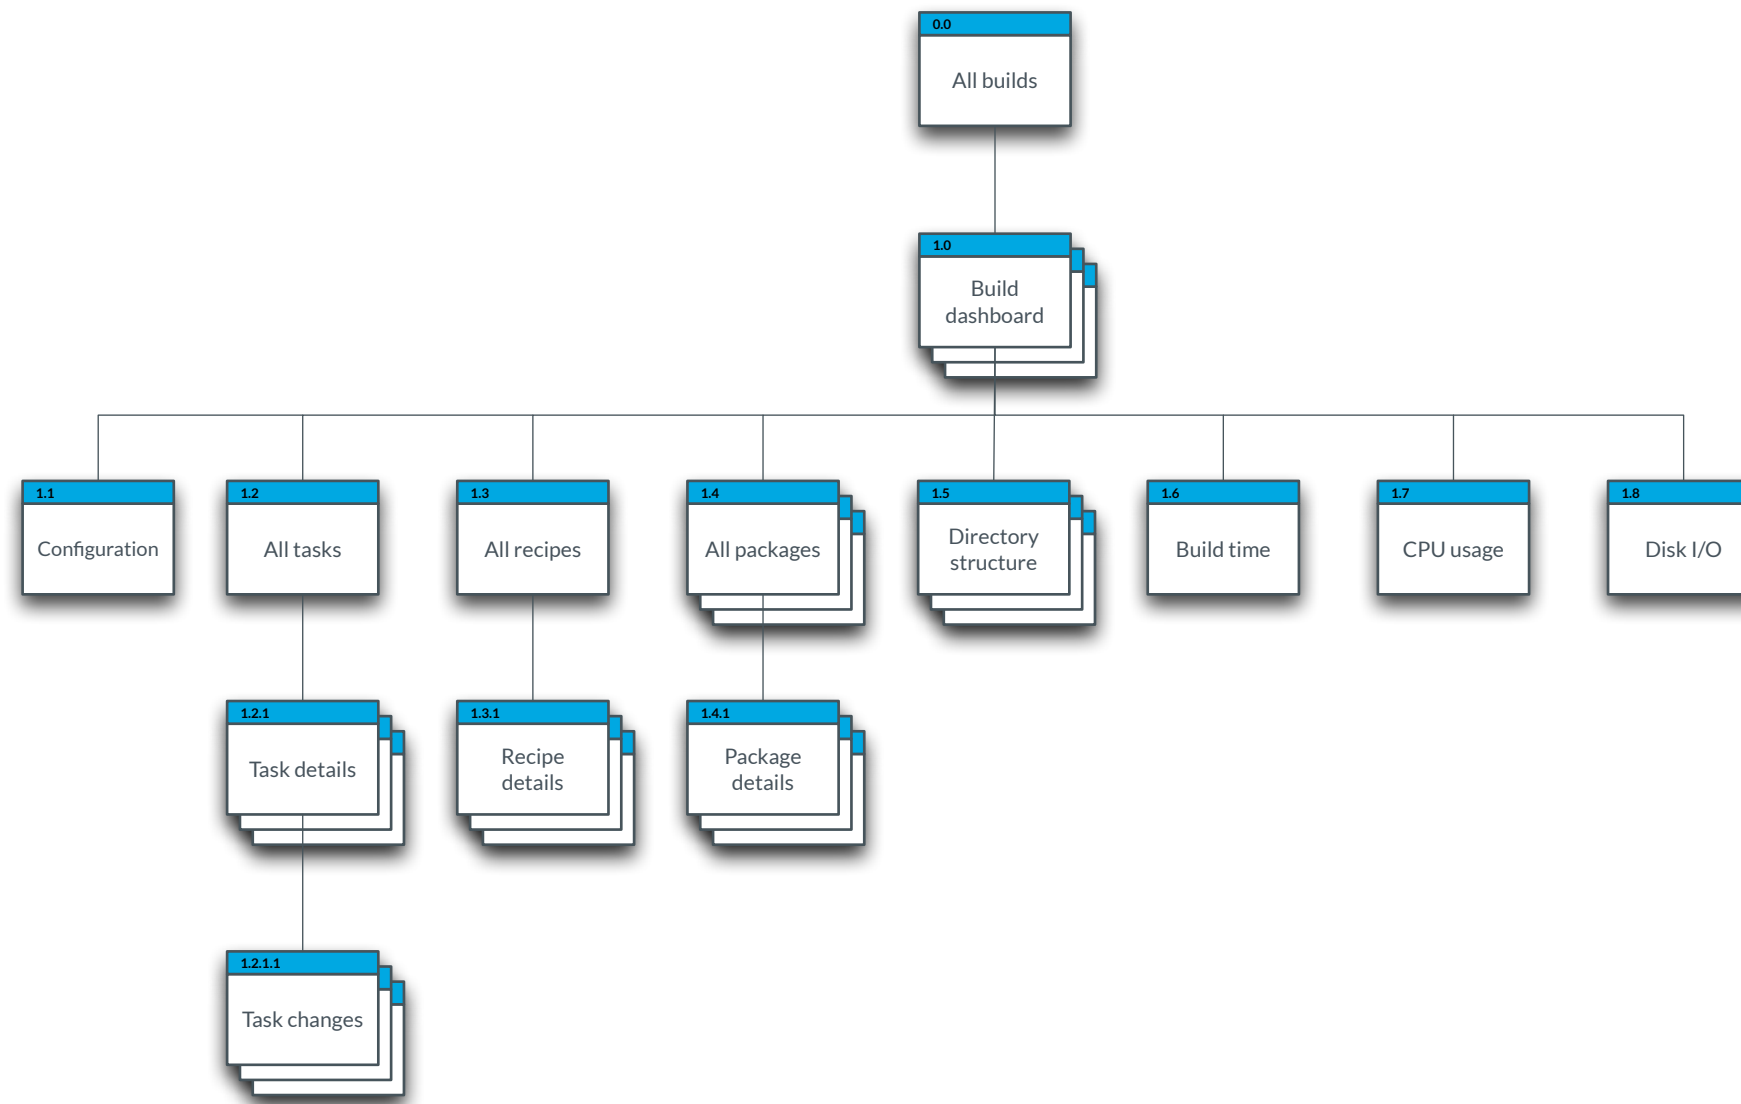 0.0
All builds
1.0
Build
dashboard
1.1
Configuration
1.2
All tasks
1.3
All recipes
1.4
All packages
1.5
Directory
structure
1.6
Build time
1.7
CPU usage
1.8
Disk I/O
1.2.1
Task details
1.3.1
Recipe
details
1.4.1
Package
details
1.2.1.1
Task changes